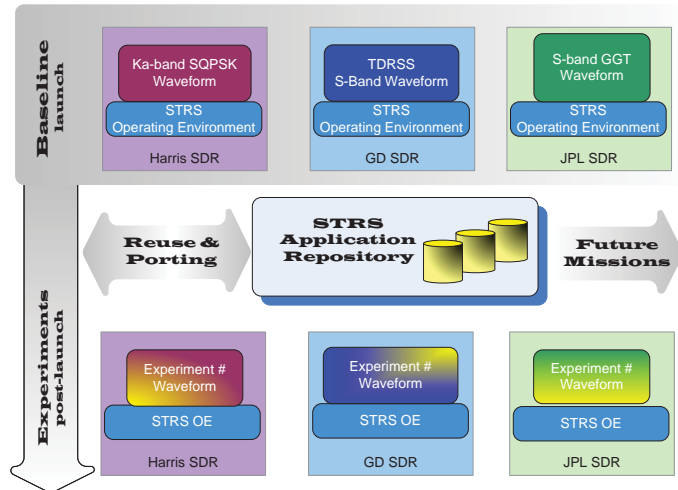 Baseline
launch
Ka-band SQPSK
Waveform
STRS
Operating Environment
Harris SDR
TDRSS
S-Band Waveform
STRS
Operating Environment
GD SDR
S-band GGT
Waveform
STRS
Operating Environment
JPL SDR
Reuse &
Porting
STRS
Application
Repository
Future
Missions
Experiments
post-launch
Experiment #
Waveform
STRS OE
Harris SDR
Experiment #
Waveform
STRS OE
GD SDR
Experiment #
Waveform
STRS OE
JPL SDR